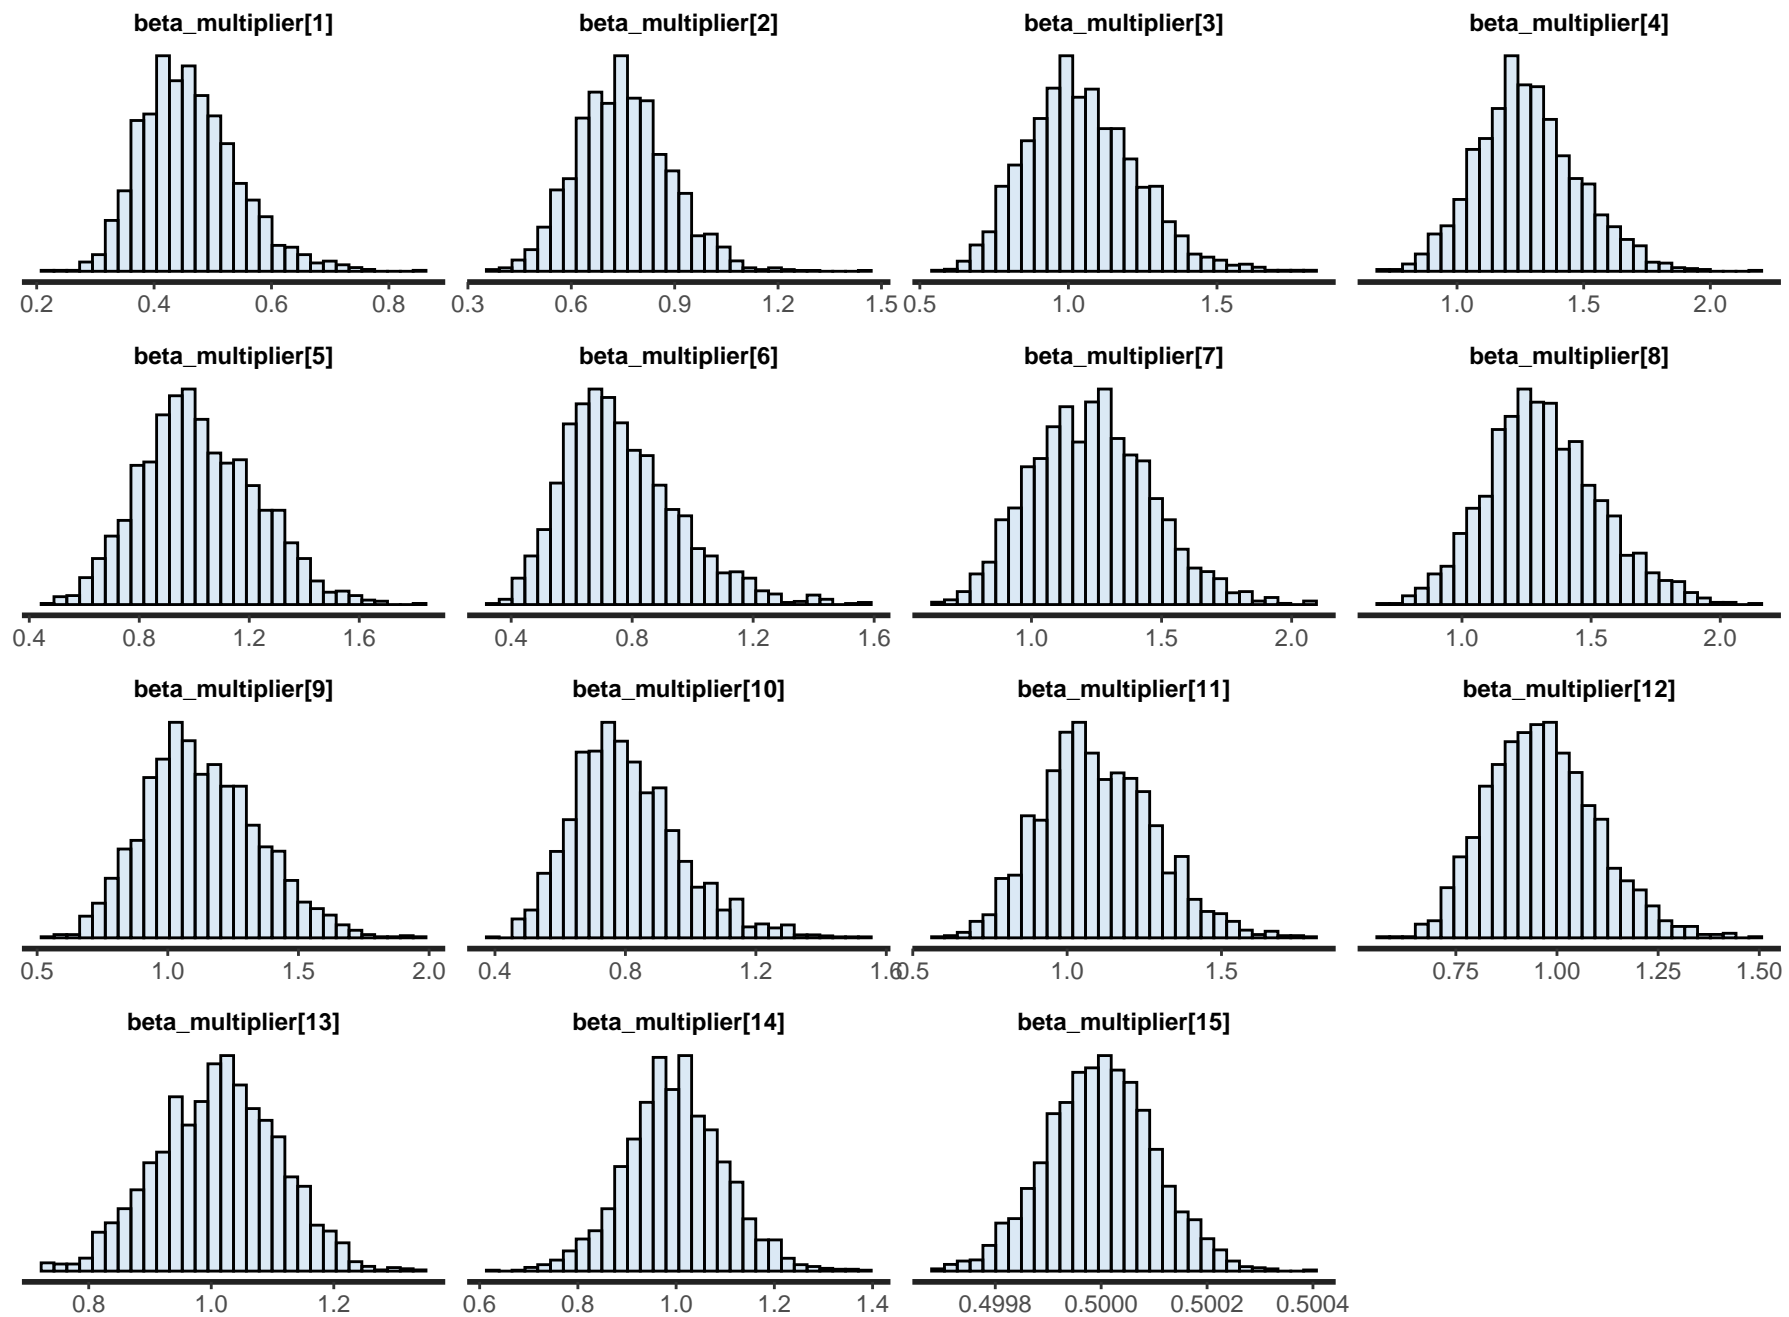 beta_multiplier[1] beta_multiplier[2] beta_multiplier[3] beta_multiplier[4]
0.2 0.4 0.6 0.8 0.3 0.6 0.9 1.2 1.5 0.5 1.0 1.5 1.0 1.5 2.0
beta_multiplier[5] beta_multiplier[6] beta_multiplier[7] beta_multiplier[8]
0.4 0.8 1.2 1.6 0.4 0.8 1.2 1.6 1.0 1.5 2.0 1.0 1.5 2.0
beta_multiplier[9] beta_multiplier[10] beta_multiplier[11] beta_multiplier[12]
0.5 1.0 1.5 2.0 0.4 0.8 1.2 1.6 0.5 1.0 1.5 0.75 1.00 1.25 1.50
beta_multiplier[13] beta_multiplier[14] beta_multiplier[15]
0.8 1.0 1.2 0.6 0.8 1.0 1.2 1.4 0.4998 0.5000 0.5002 0.5004